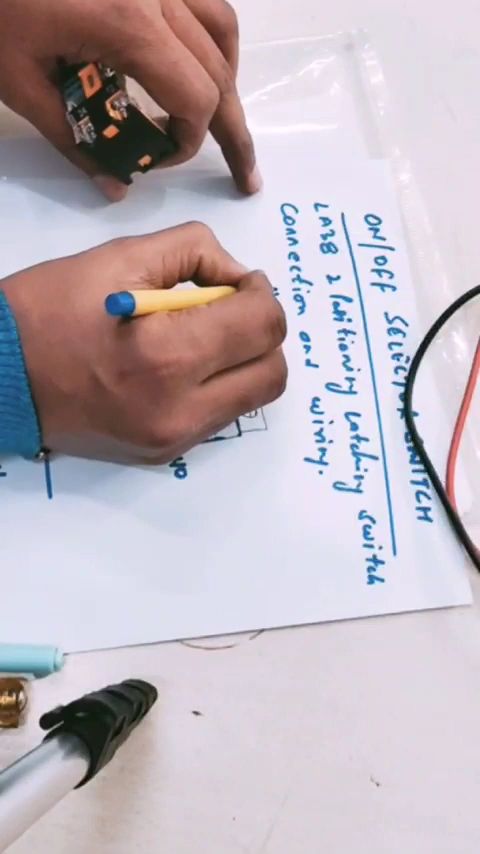 ON/OFF SELECTOR SWITCH
LA38 2 Positioning Latching switch
Connection and wiring.